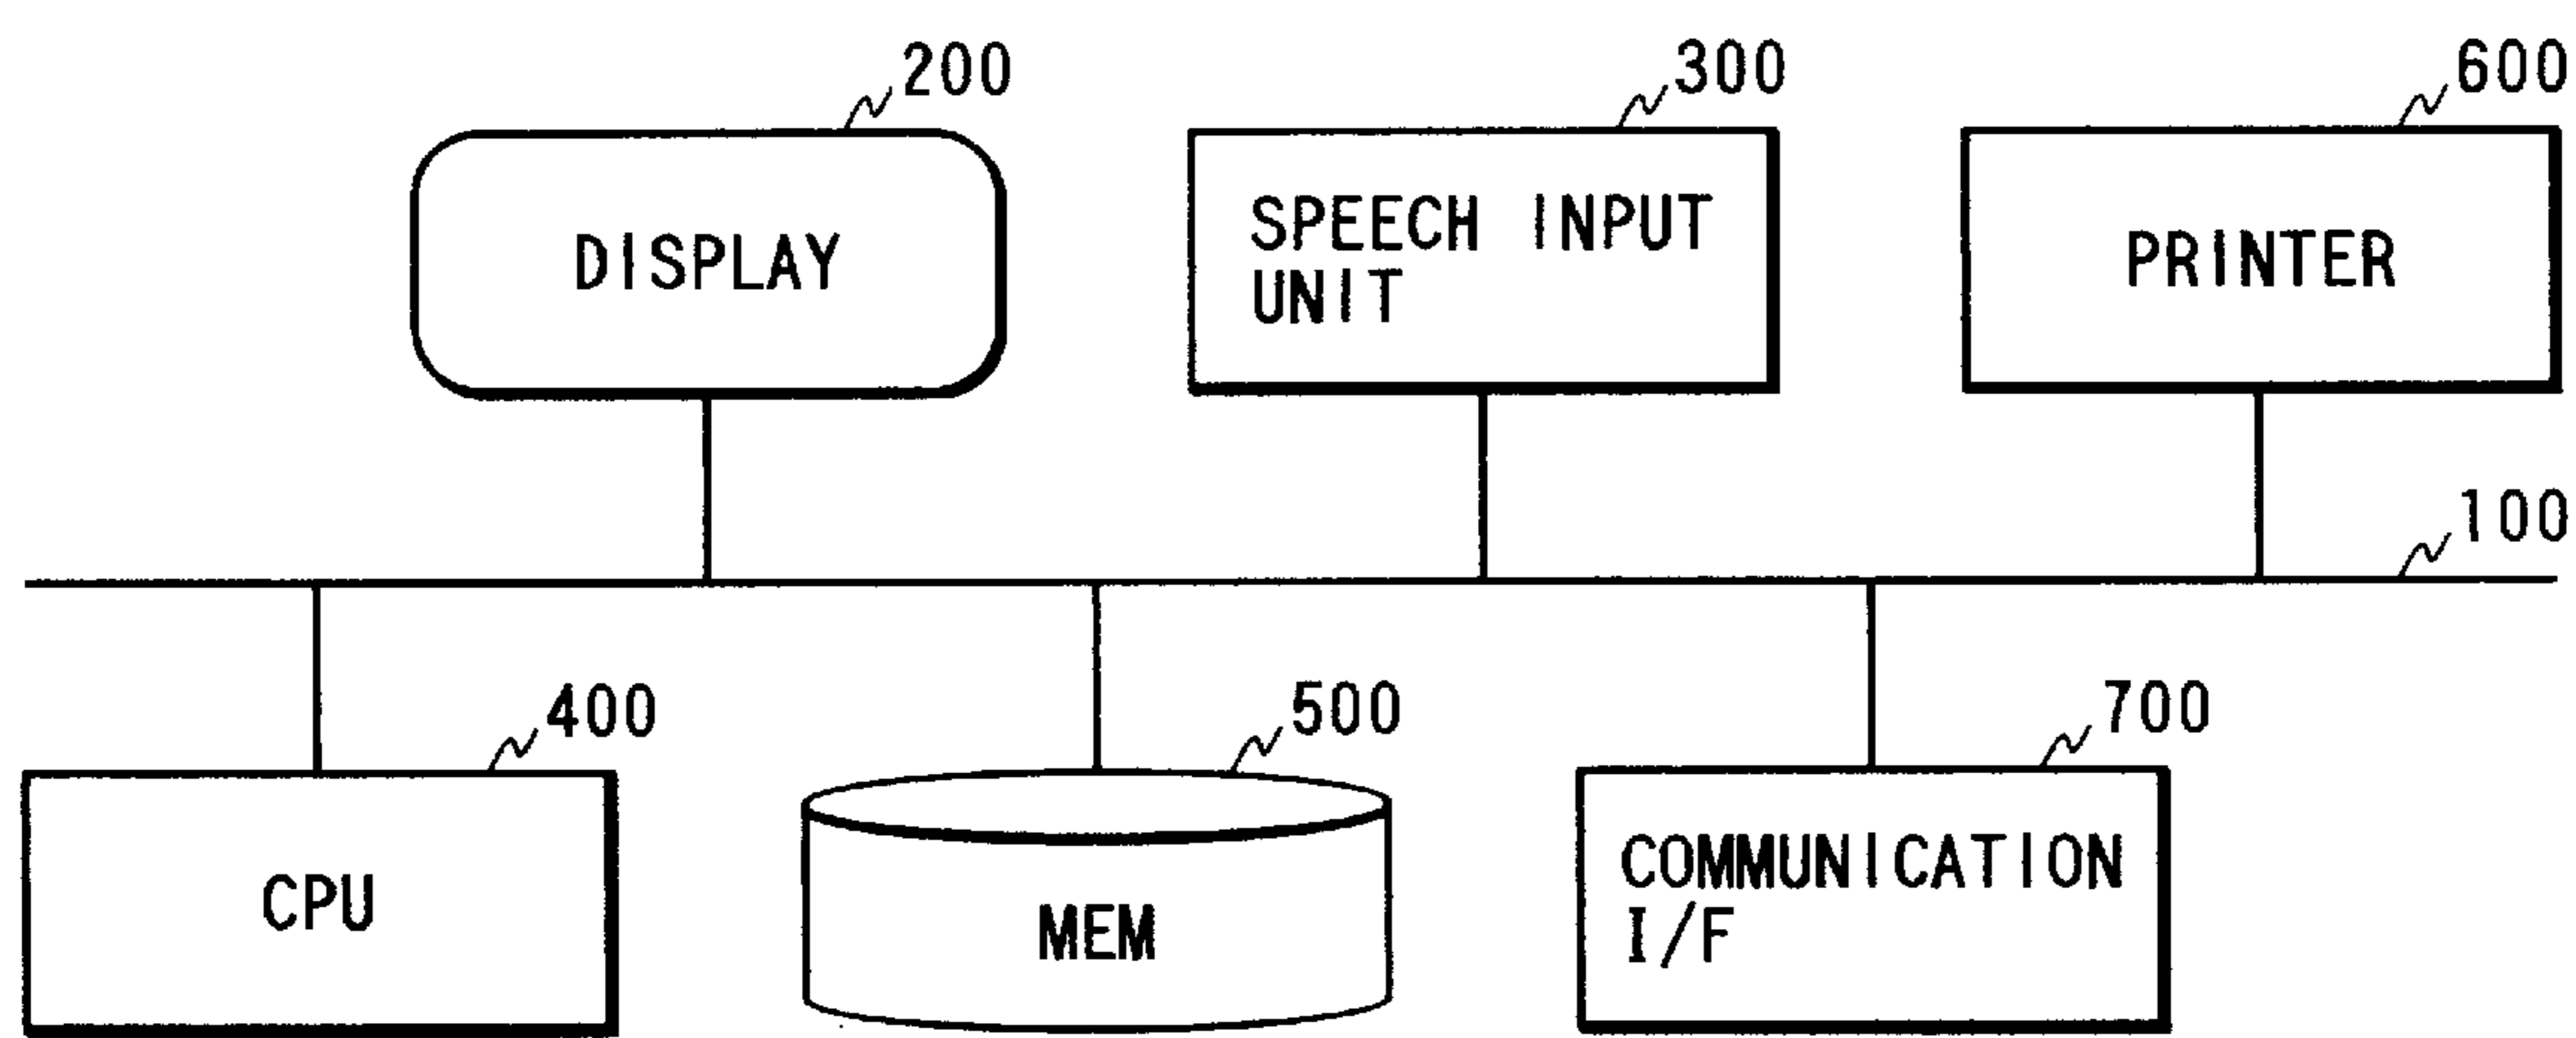 200
300
600
DISPLAY
SPEECH INPUT
UNIT
PRINTER
100
400
500
700
CPU
MEM
COMMUNICATION
I/F